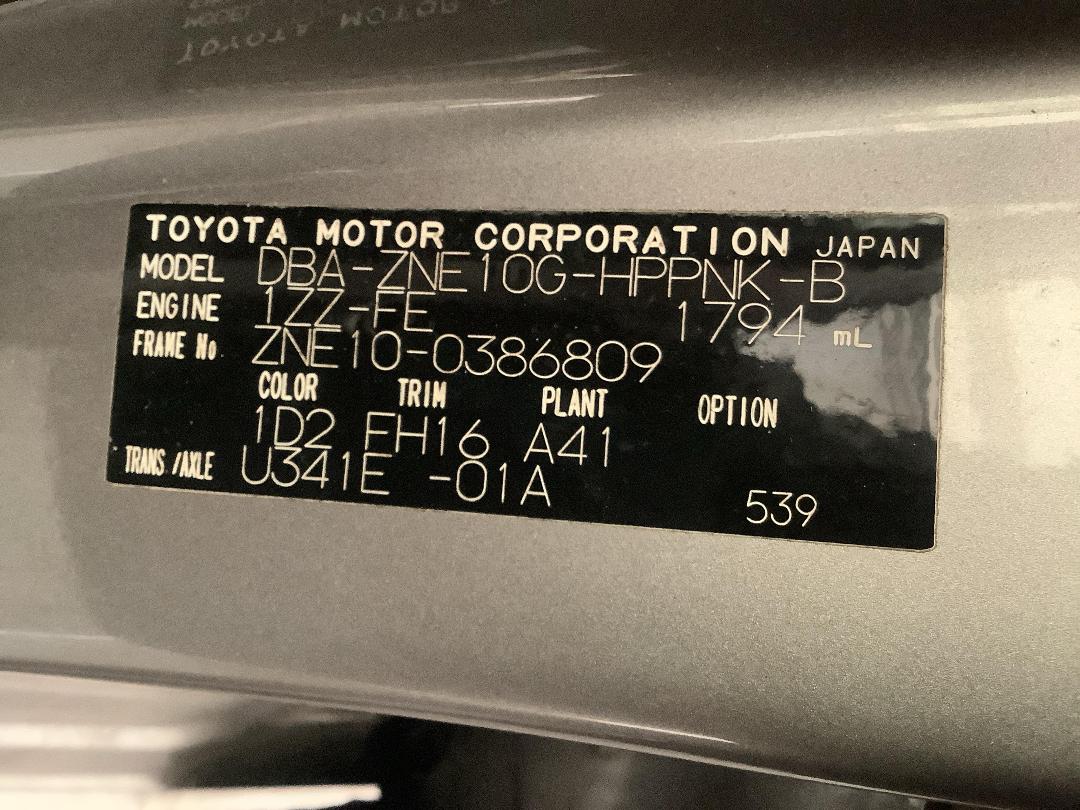 TOYOTA MOTOR CORPORATION JAPAN
MODEL DBA-ZNE10G-HPPNK-B
ENGINE 1ZZ-FE 1794 mL
FRAME No ZNE10-0386809
COLOR TRIM PLANT OPTION
1D2 FH16 A41
TRANS/AXLE U341E -01A
539